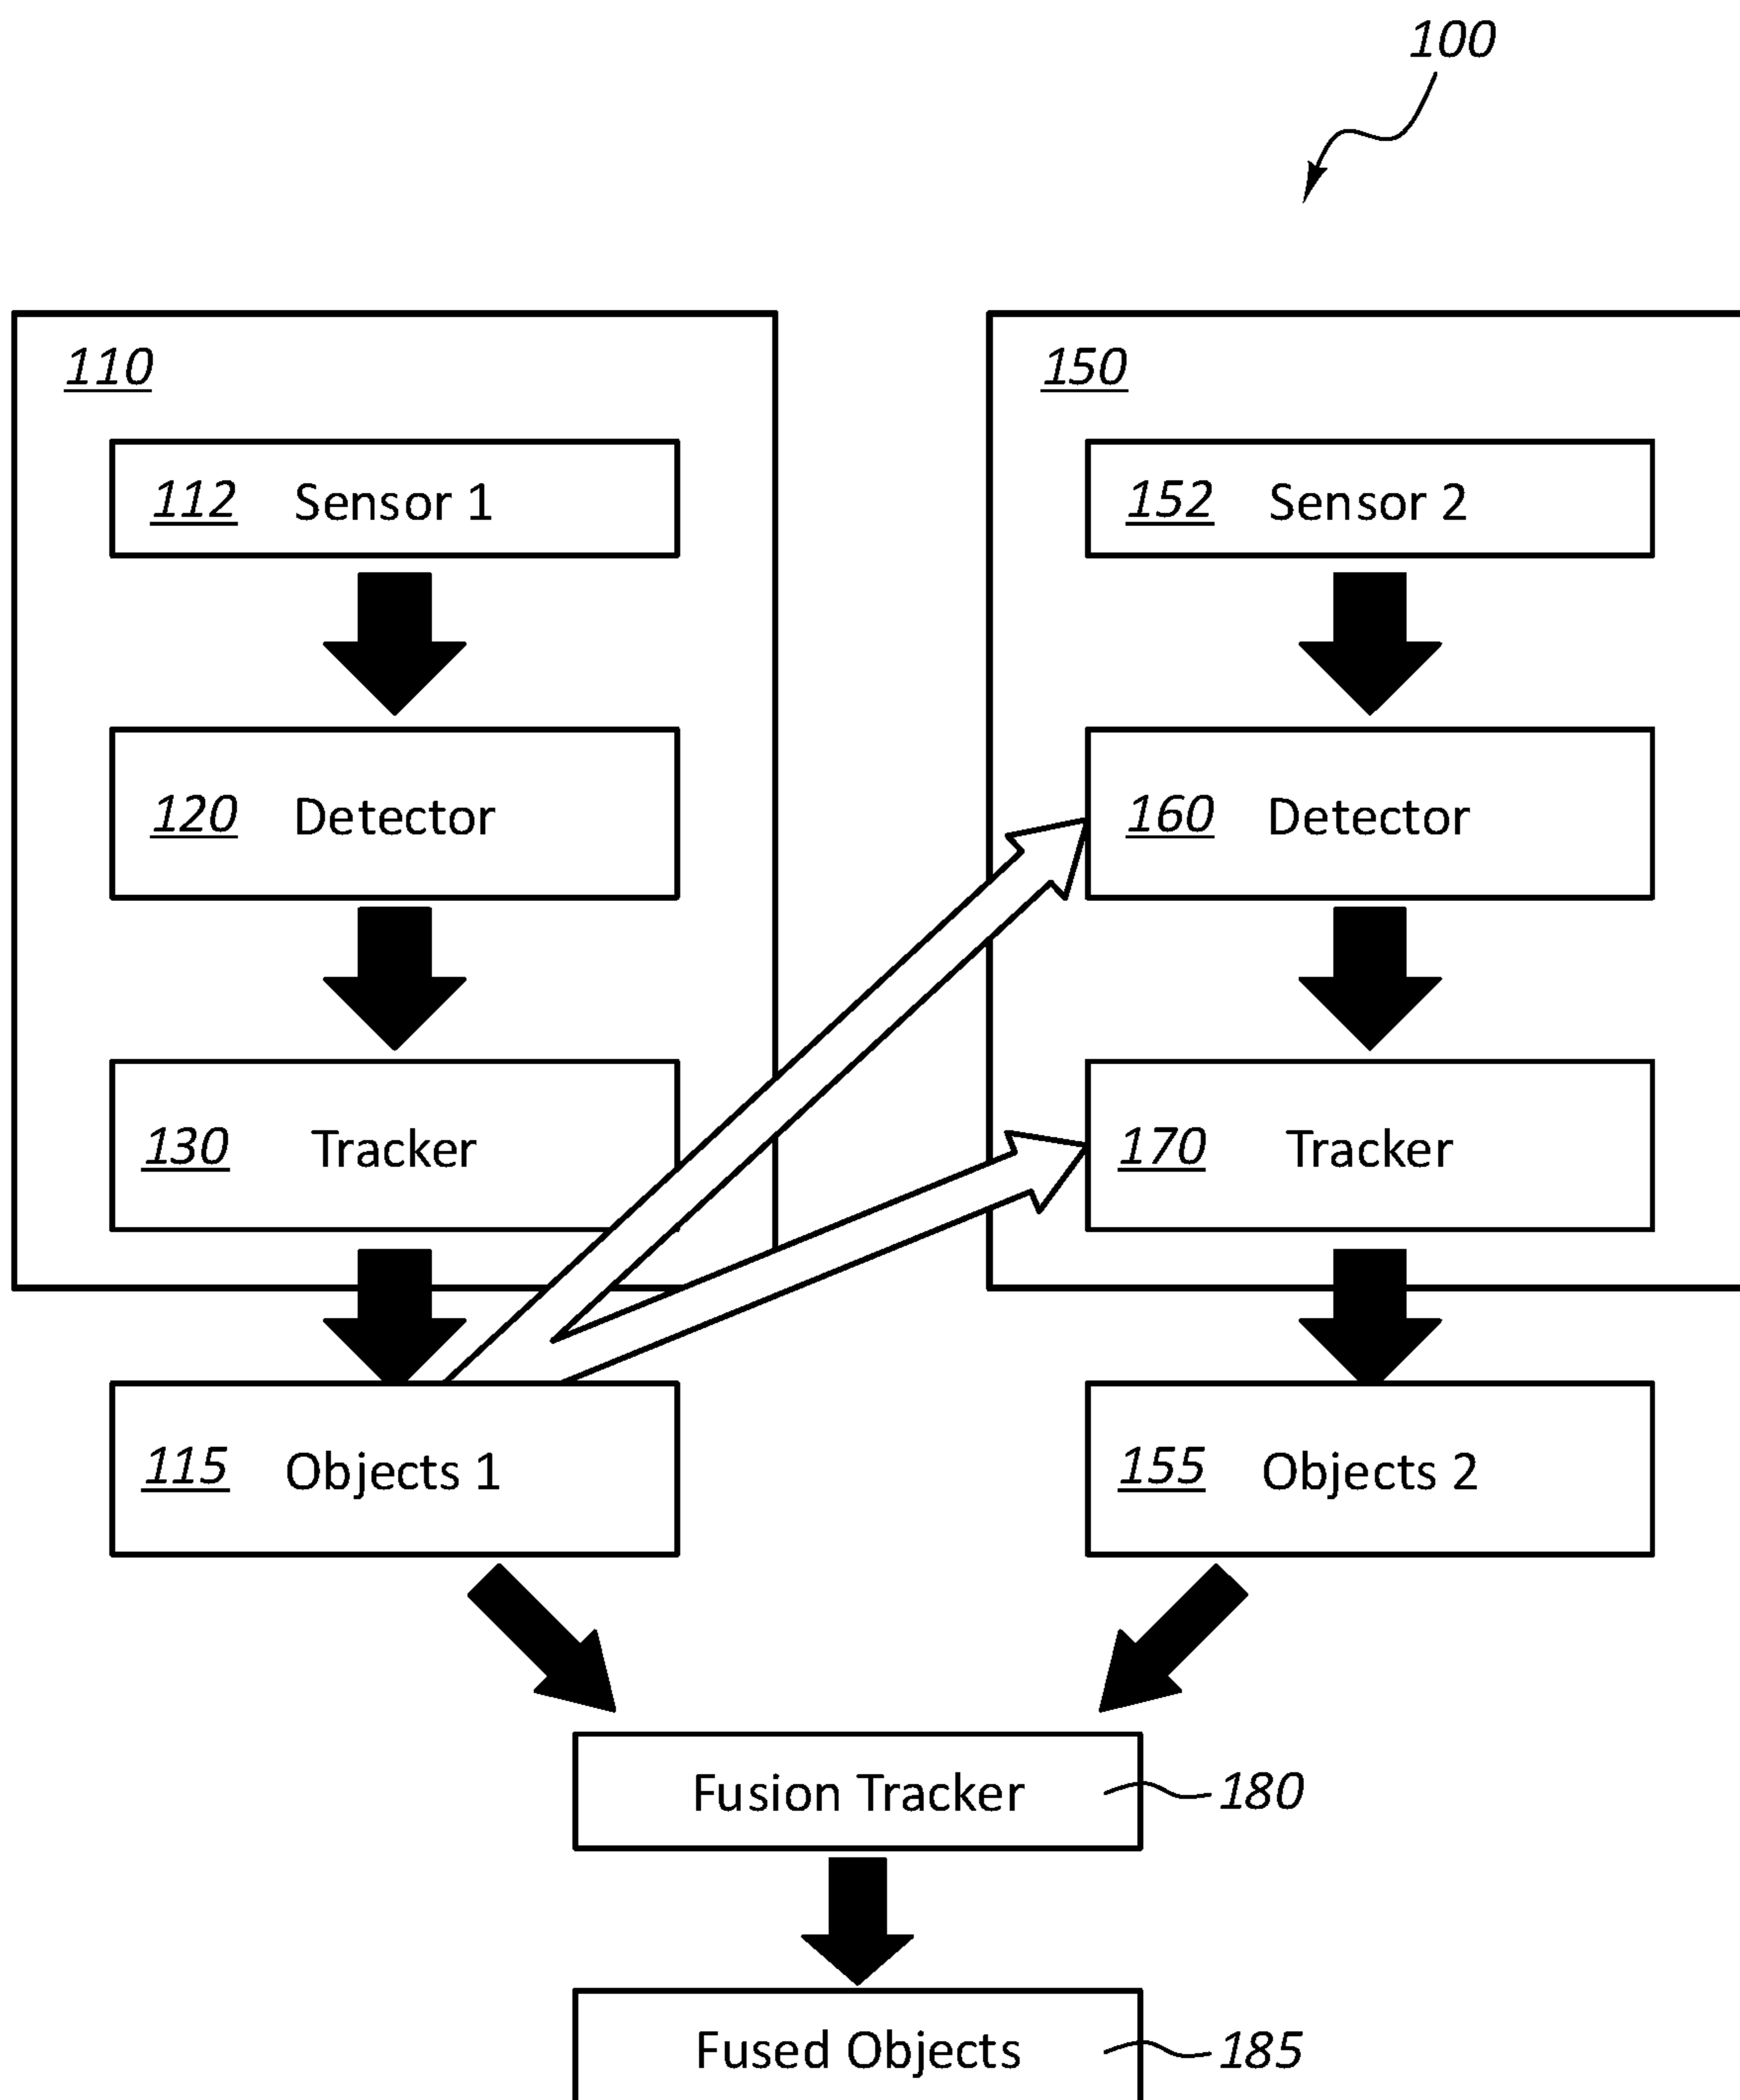 100
110
150
112 Sensor 1
152 Sensor 2
120 Detector
160 Detector
130 Tracker
170 Tracker
115 Objects 1
155 Objects 2
Fusion Tracker 180
Fused Objects 185